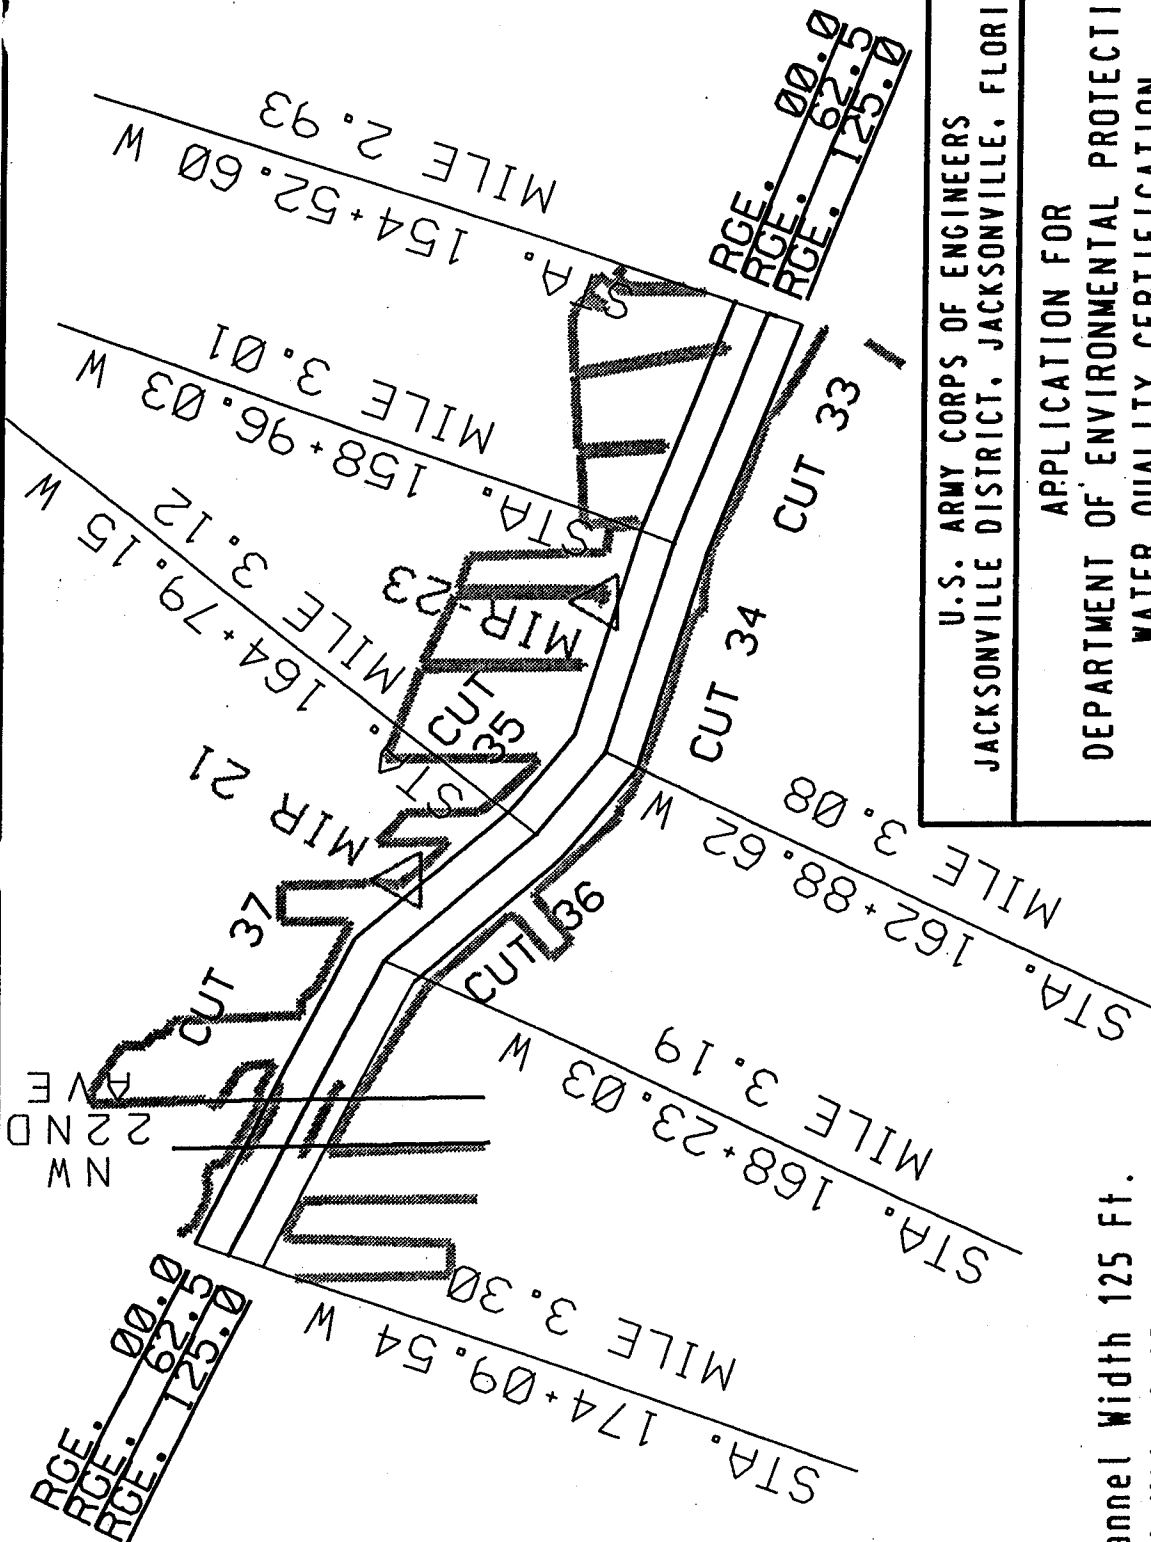 RGE. 00.0
RGE. 62.5
RGE. 125.0
STA. 154+52.60 W
MILE 2.93
STA. 158+96.03 W
MILE 3.01
STA. 164+79.15 W
MILE 3.12
MIR-23
MIR 21
CUT 33
CUT 34
CUT
35
CUT 36
CUT 37
STA. 162+88.62 W
MILE 3.08
STA. 168+23.03 W
MILE 3.19
STA. 174+09.54 W
MILE 3.30
NW
22ND
AVE
RGE. 00.0
RGE. 62.5
RGE. 125.0
U.S. ARMY CORPS OF ENGINEERS
JACKSONVILLE DISTRICT, JACKSONVILLE, FLORI
APPLICATION FOR
DEPARTMENT OF ENVIRONMENTAL PROTECTI
WATER QUALITY CERTIFICATION
annel Width 125 Ft.